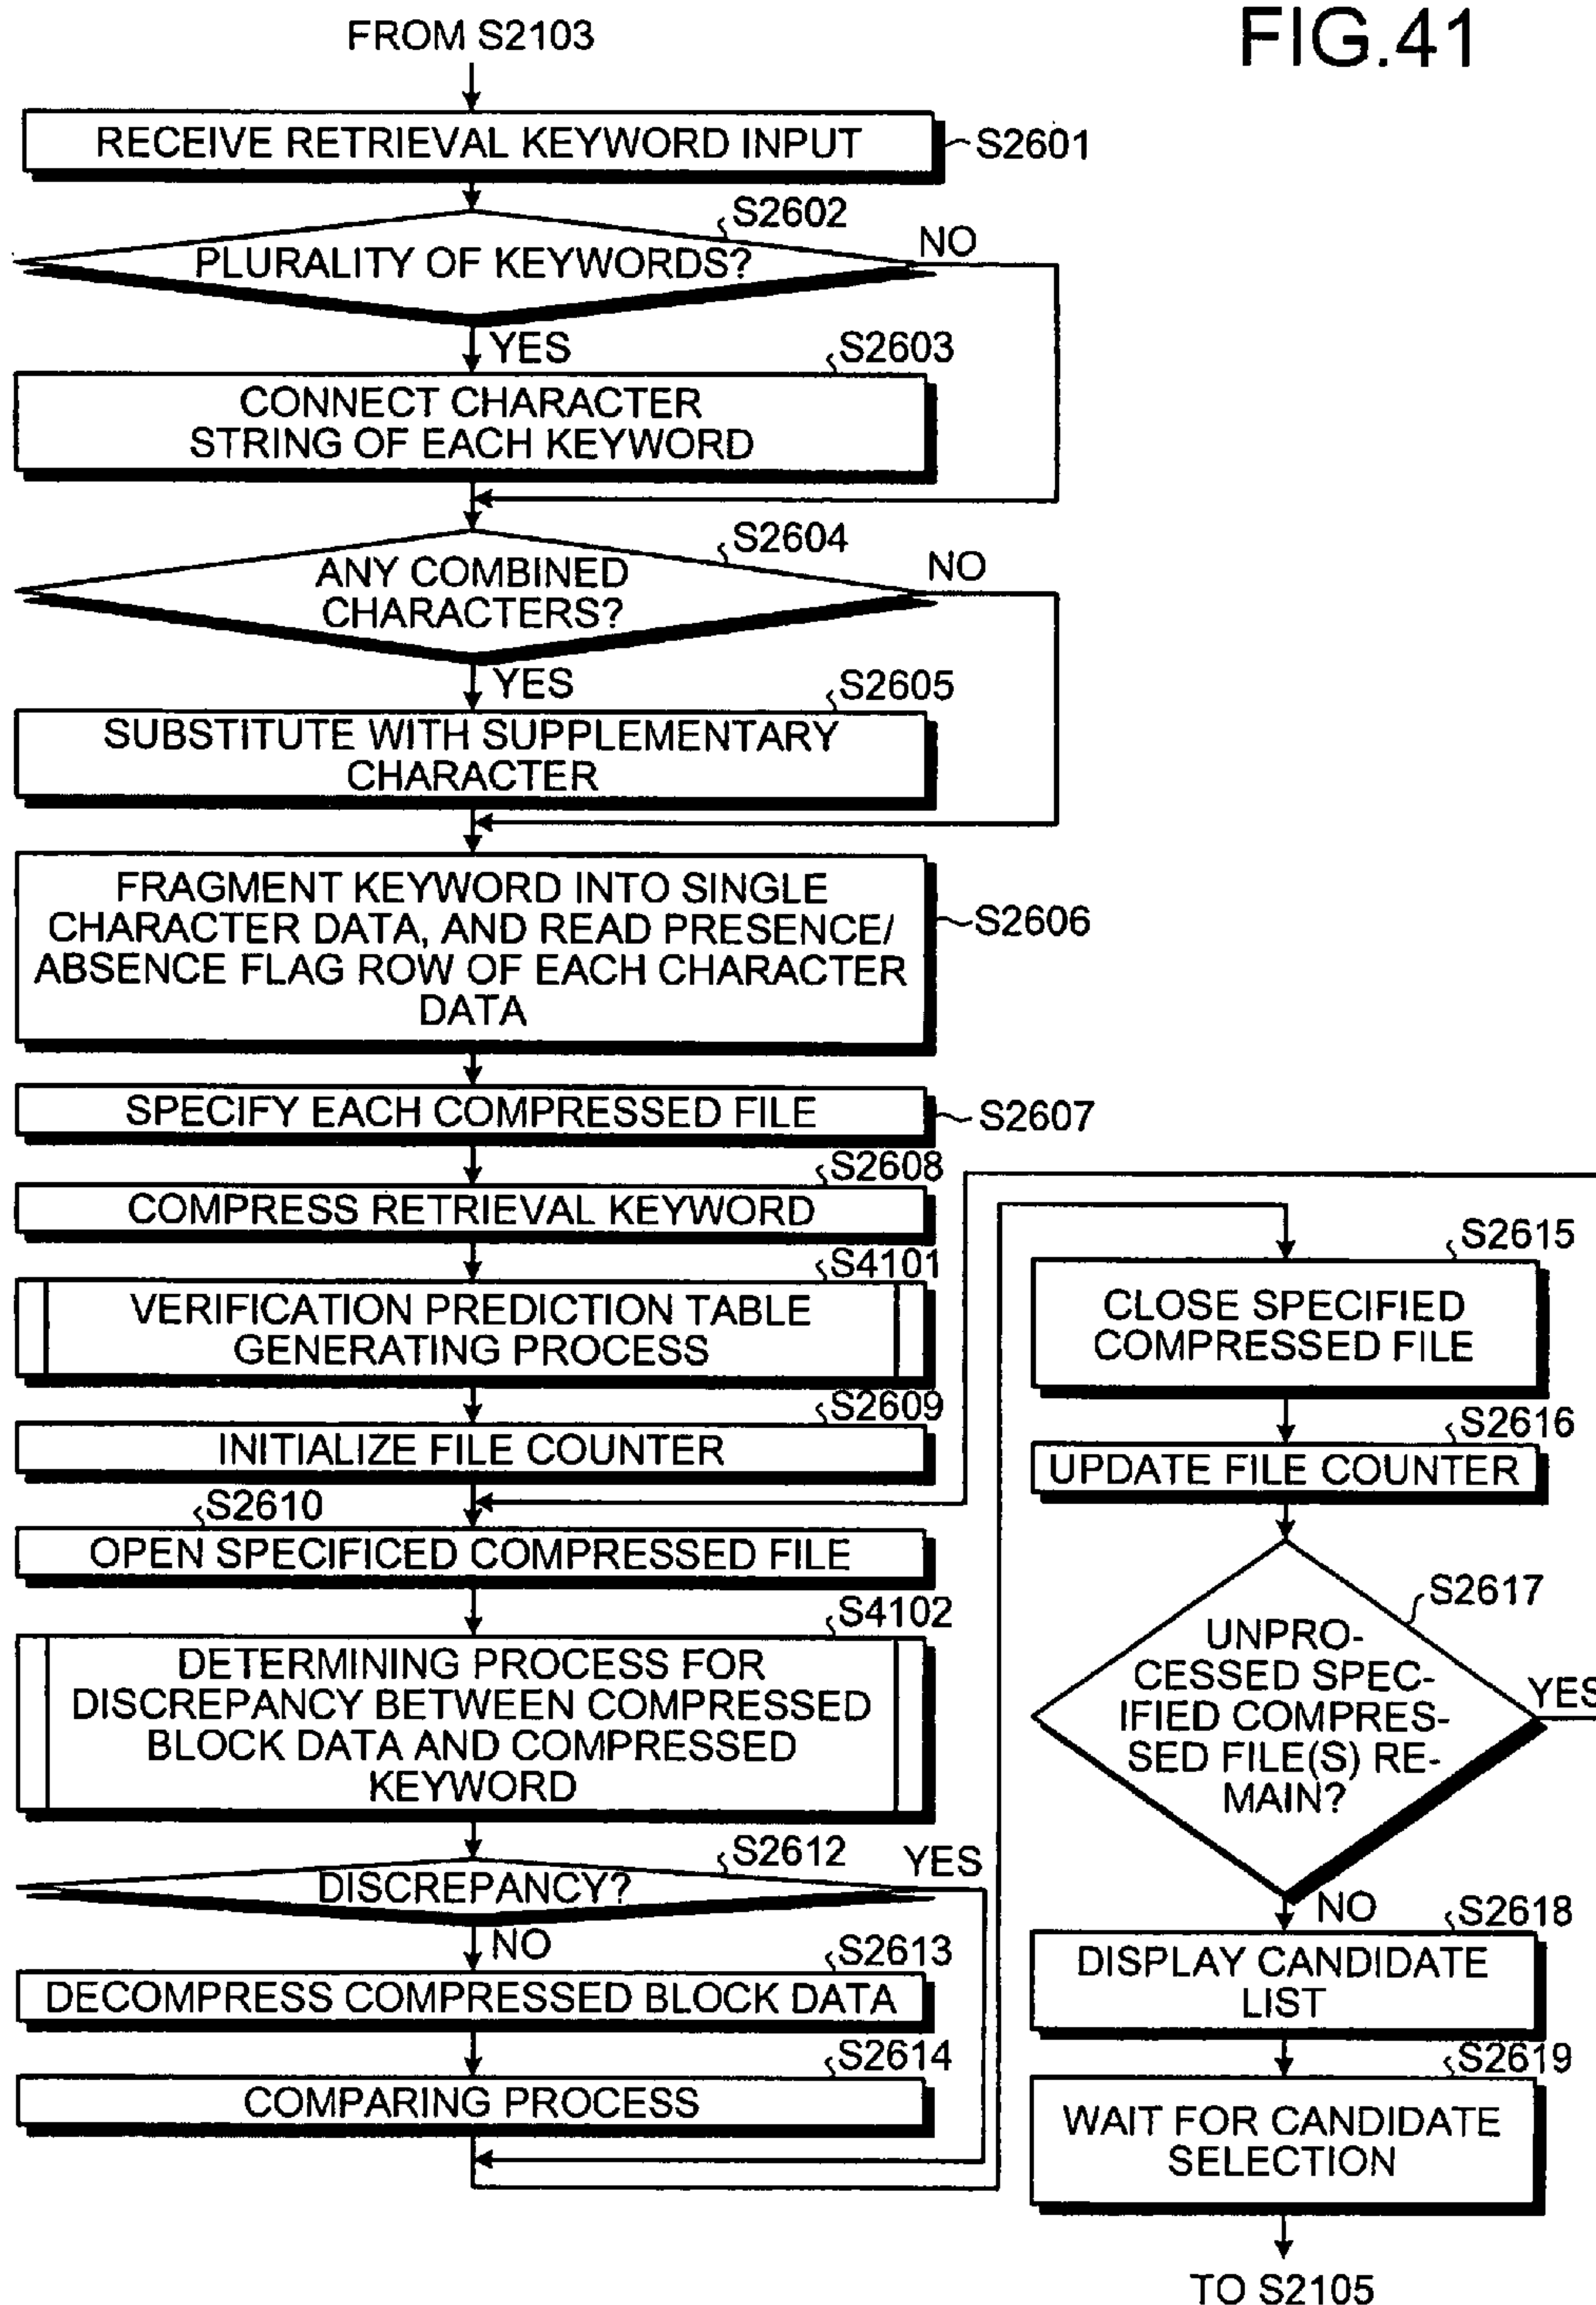 FIG.41
FROM S2103
RECEIVE RETRIEVAL KEYWORD INPUT
S2601
S2602
PLURALITY OF KEYWORDS?
NO
YES
S2603
CONNECT CHARACTER
STRING OF EACH KEYWORD
S2604
ANY COMBINED
CHARACTERS?
NO
YES
S2605
SUBSTITUTE WITH SUPPLEMENTARY
CHARACTER
FRAGMENT KEYWORD INTO SINGLE
CHARACTER DATA, AND READ PRESENCE/
ABSENCE FLAG ROW OF EACH CHARACTER
DATA
S2606
SPECIFY EACH COMPRESSED FILE
S2607
S2608
COMPRESS RETRIEVAL KEYWORD
S4101
VERIFICATION PREDICTION TABLE
GENERATING PROCESS
S2609
INITIALIZE FILE COUNTER
S2610
OPEN SPECIFICED COMPRESSED FILE
S4102
DETERMINING PROCESS FOR
DISCREPANCY BETWEEN COMPRESSED
BLOCK DATA AND COMPRESSED
KEYWORD
S2612
DISCREPANCY?
YES
NO
S2613
DECOMPRESS COMPRESSED BLOCK DATA
S2614
COMPARING PROCESS
S2615
CLOSE SPECIFIED
COMPRESSED FILE
S2616
UPDATE FILE COUNTER
S2617
UNPRO-
CESSED SPEC-
IFIED COMPRES-
SED FILE(S) RE-
MAIN?
YES
NO
S2618
DISPLAY CANDIDATE
LIST
S2619
WAIT FOR CANDIDATE
SELECTION
TO S2105